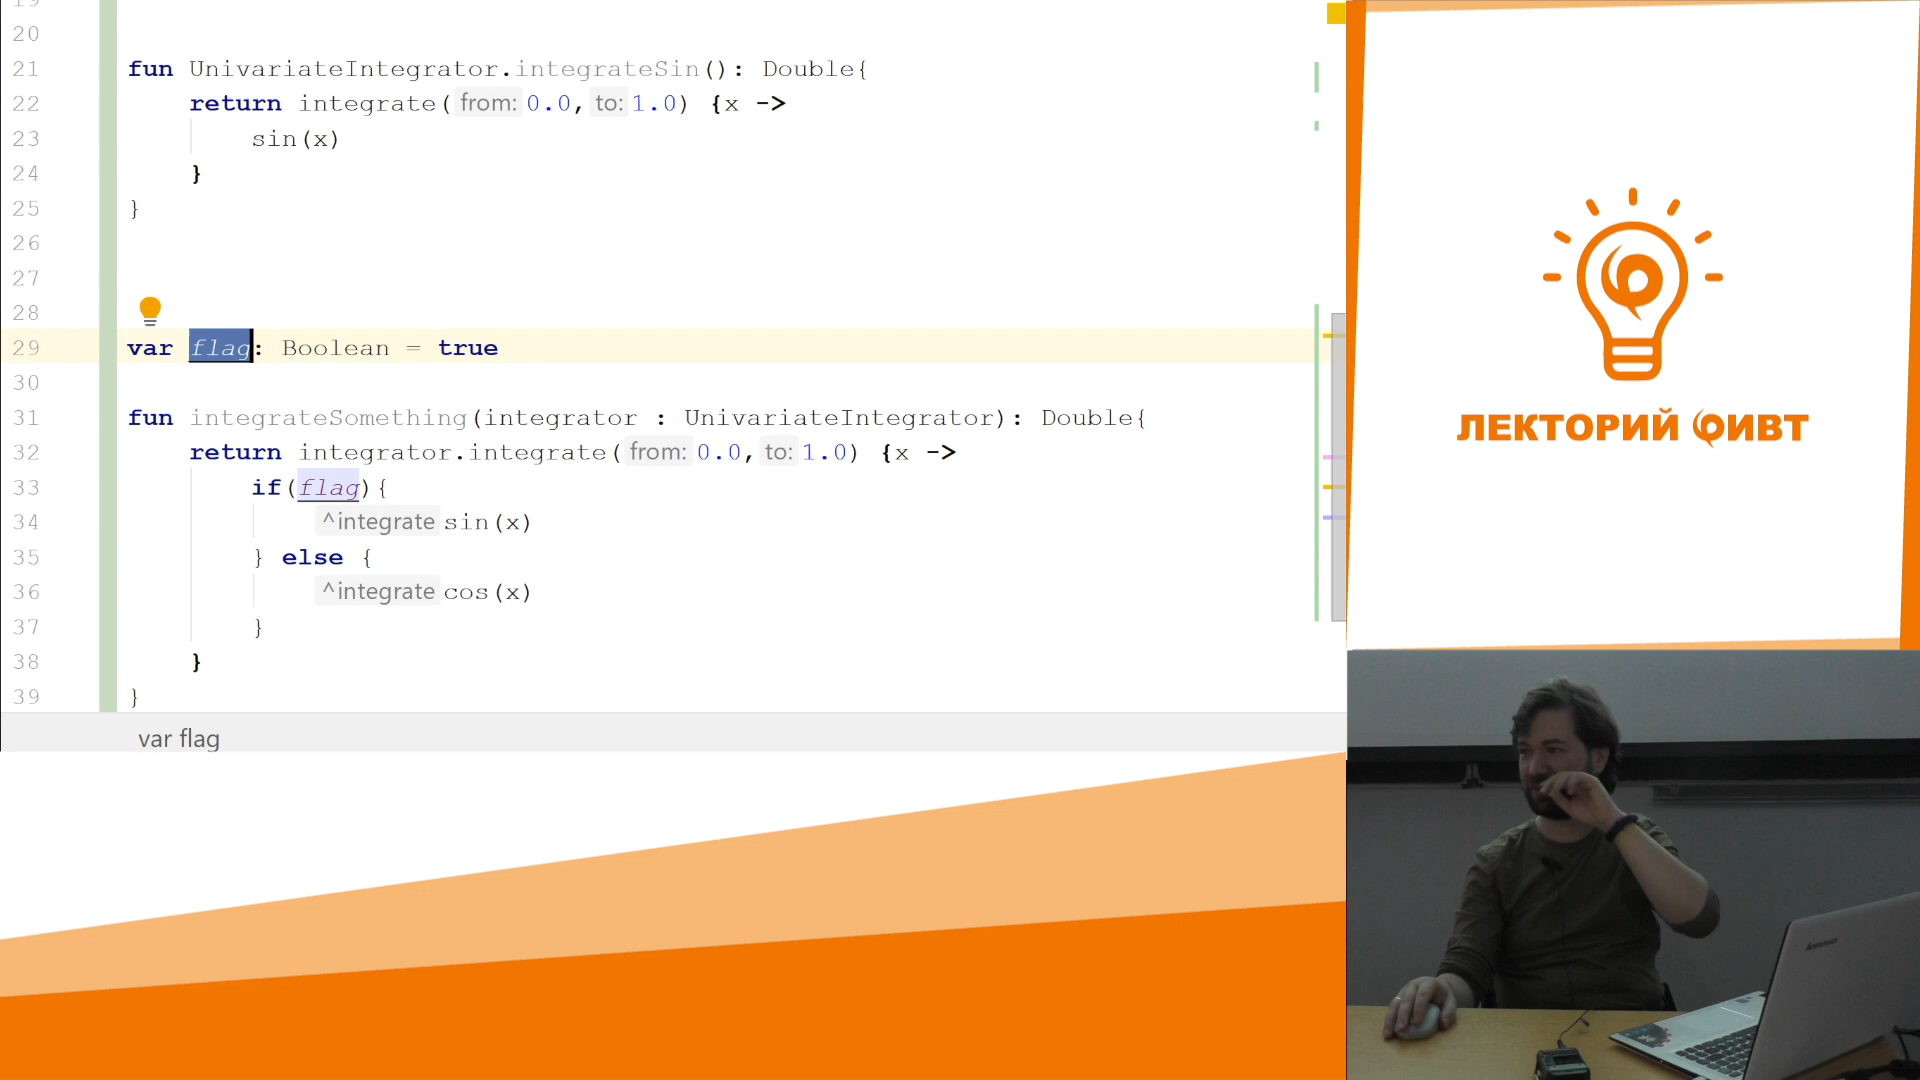 19
20
21 fun UnivariateIntegrator.integrateSin(): Double{
22 return integrate( from: 0.0, to: 1.0) {x ->
23 sin(x)
24 }
25 }
26
27
28
29 var flag: Boolean = true
30
31 fun integrateSomething(integrator : UnivariateIntegrator): Double{
32 return integrator.integrate( from: 0.0, to: 1.0) {x ->
33 if(flag){
34 ^integrate sin(x)
35 } else {
36 ^integrate cos(x)
37 }
38 }
39 }
var flag
ЛЕКТОРИЙ ФИВТ
lenovo